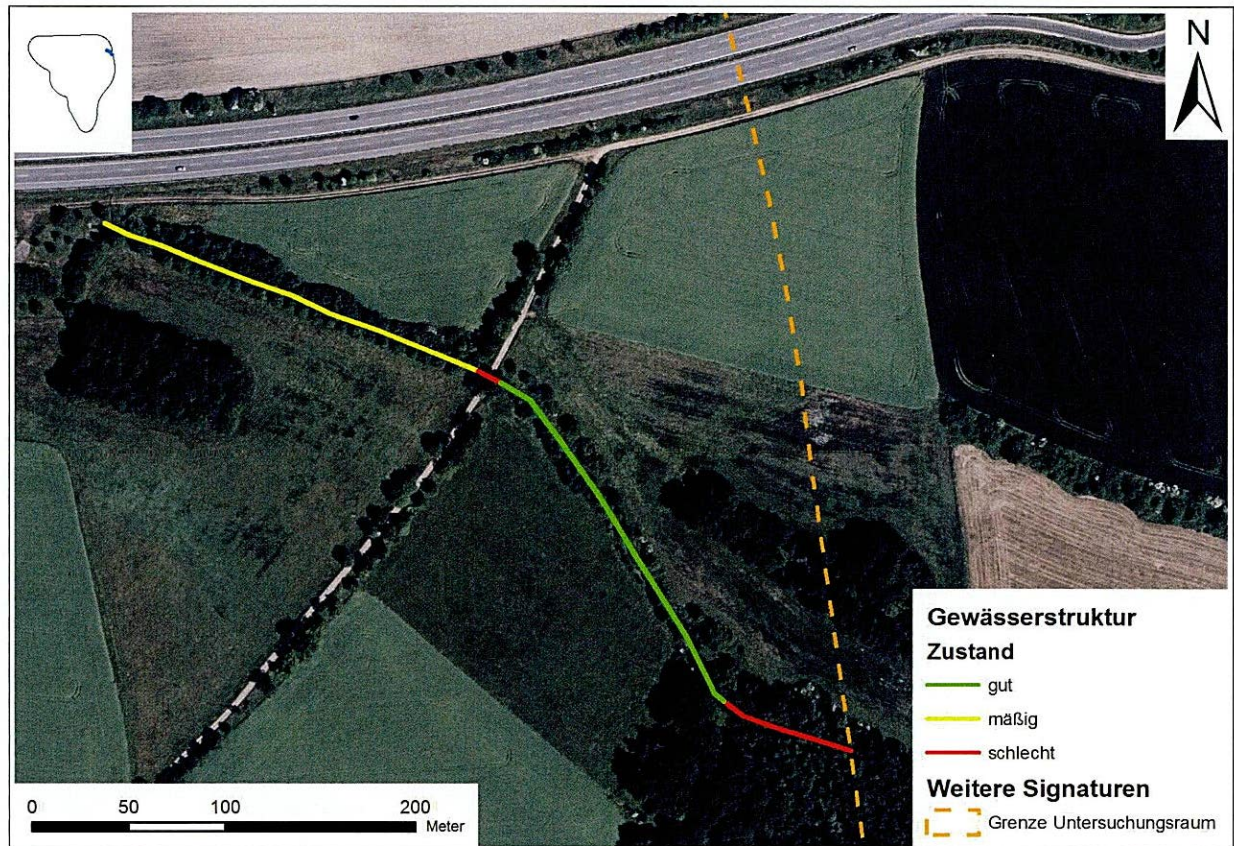 N
Gewässerstruktur
Zustand
gut
mäßig
schlecht
Weitere Signaturen
Grenze Untersuchungsraum
0 50 100 200
Meter